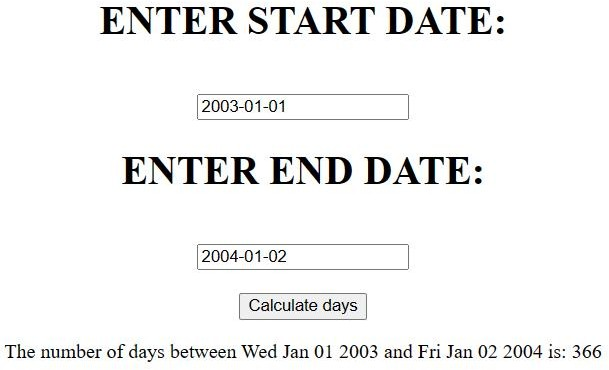 ENTER START DATE:
2003-01-01
ENTER END DATE:
2004-01-02
Calculate days
The number of days between Wed Jan 01 2003 and Fri Jan 02 2004 is: 366